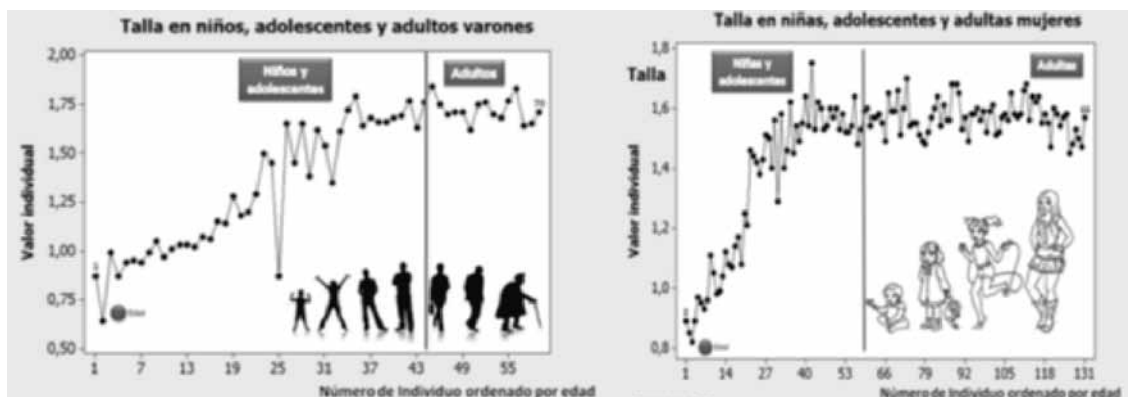 Talla en niños, adolescentes y adultos varones
2,00
1,75
1,50
1,25
1,00
0,75
0,50
Valor individual
Niños y
adolescentes
Adultos
Edad
1 7 13 19 25 31 37 43 49 55
Número de Individuo ordenado por edad
Talla en niñas, adolescentes y adultas mujeres
1,8
1,6
1,4
1,2
1,0
0,8
Talla
Valor individual
Niñas y
adolescentes
Adultas
Edad
1 14 27 40 53 66 79 92 105 118 131
Número de Individuo ordenado por edad